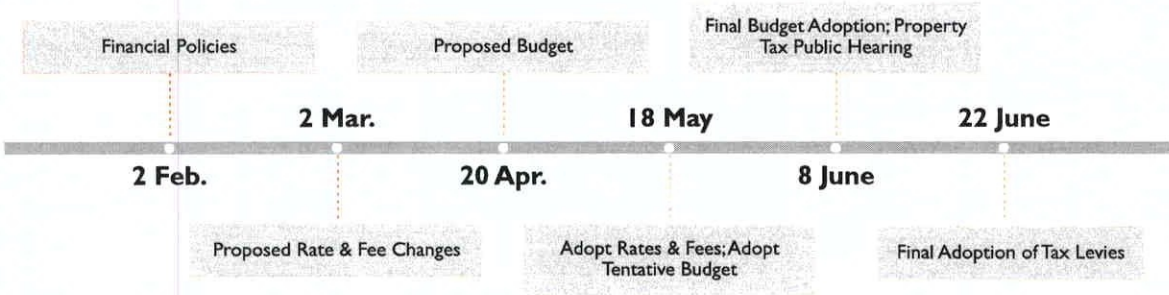 Financial Policies
Proposed Budget
Final Budget Adoption; Property
Tax Public Hearing
2 Mar.
18 May
22 June
2 Feb.
20 Apr.
8 June
Proposed Rate & Fee Changes
Adopt Rates & Fees; Adopt
Tentative Budget
Final Adoption of Tax Levies